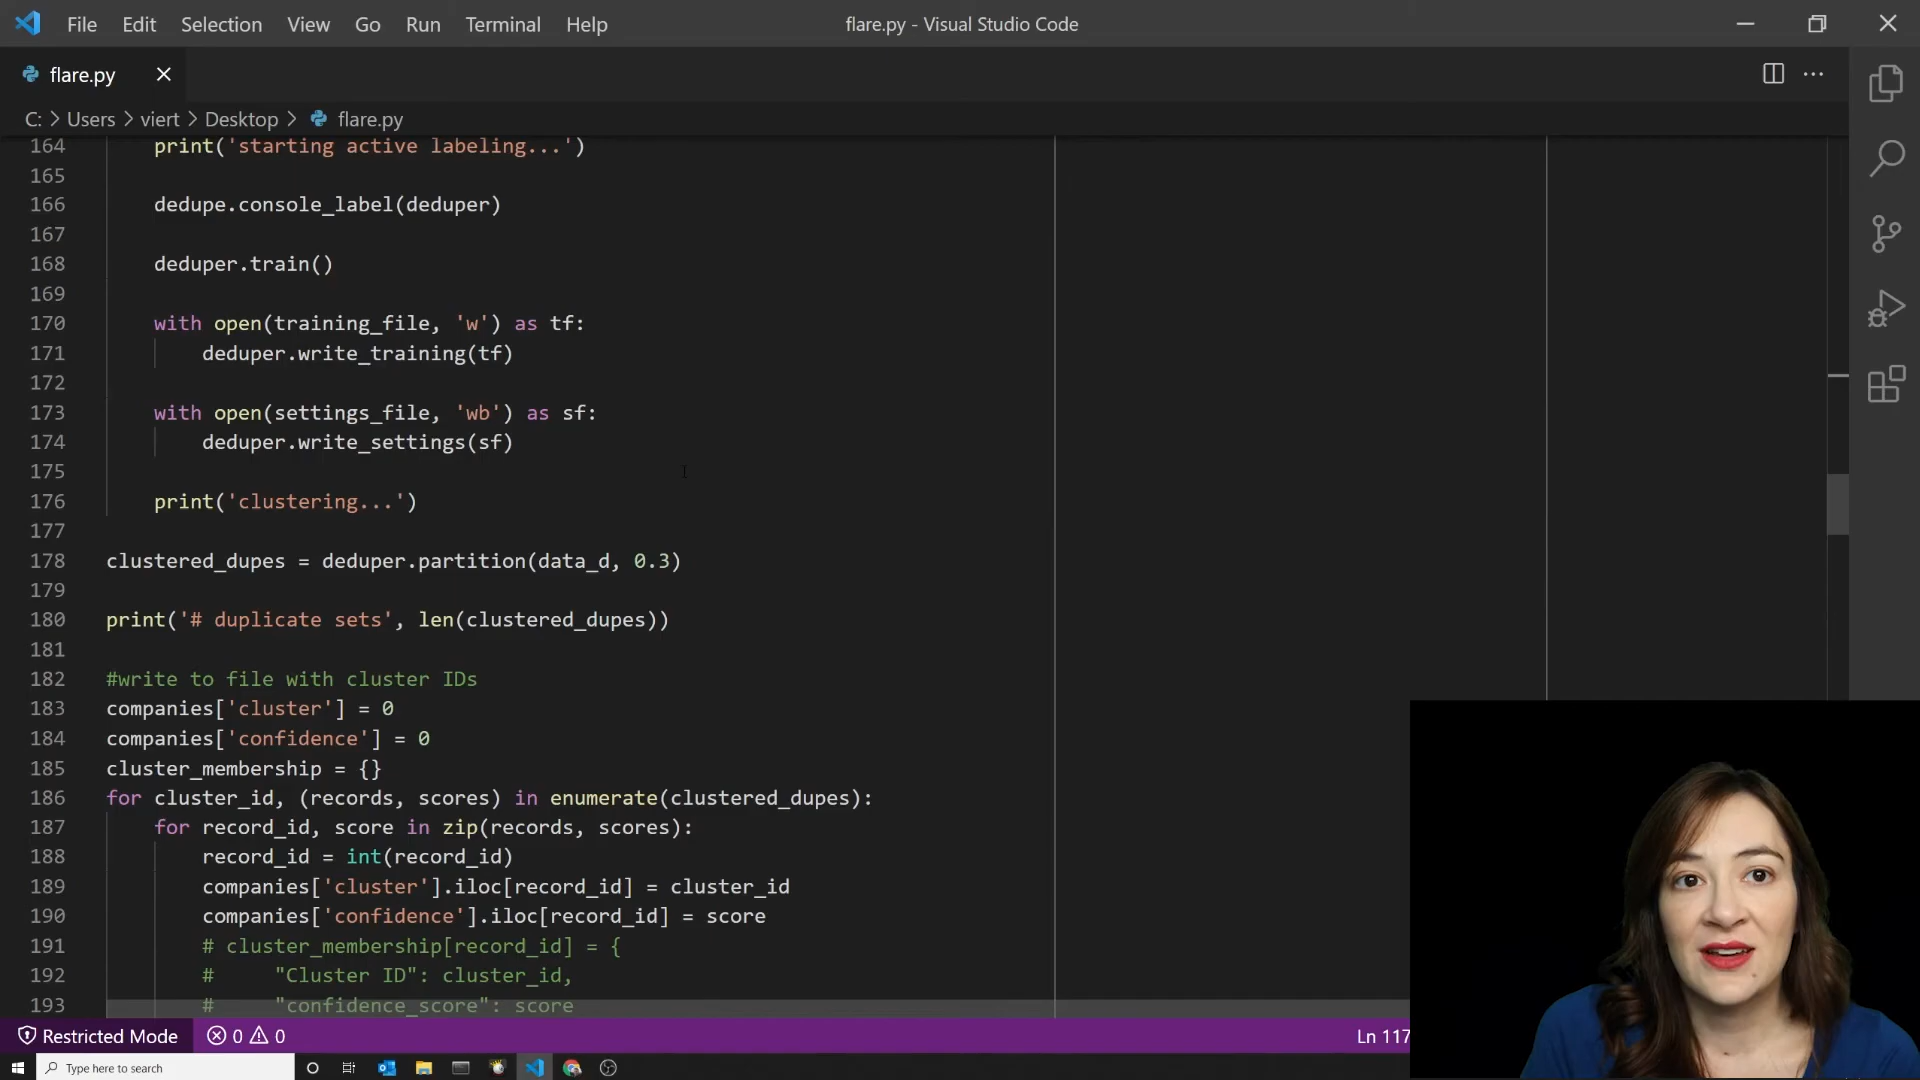 File Edit Selection View Go Run Terminal Help flare.py - Visual Studio Code
flare.py
C: > Users > viert > Desktop > flare.py
164 print('starting active labeling...')
165
166 dedupe.console_label(deduper)
167
168 deduper.train()
169
170 with open(training_file, 'w') as tf:
171 deduper.write_training(tf)
172
173 with open(settings_file, 'wb') as sf:
174 deduper.write_settings(sf)
175
176 print('clustering...')
177
178 clustered_dupes = deduper.partition(data_d, 0.3)
179
180 print('# duplicate sets', len(clustered_dupes))
181
182 #write to file with cluster IDs
183 companies['cluster'] = 0
184 companies['confidence'] = 0
185 cluster_membership = {}
186 for cluster_id, (records, scores) in enumerate(clustered_dupes):
187 for record_id, score in zip(records, scores):
188 record_id = int(record_id)
189 companies['cluster'].iloc[record_id] = cluster_id
190 companies['confidence'].iloc[record_id] = score
191 # cluster_membership[record_id] = {
192 # "Cluster ID": cluster_id,
193 # "confidence_score": score
Restricted Mode 0 0 Ln 117
Type here to search